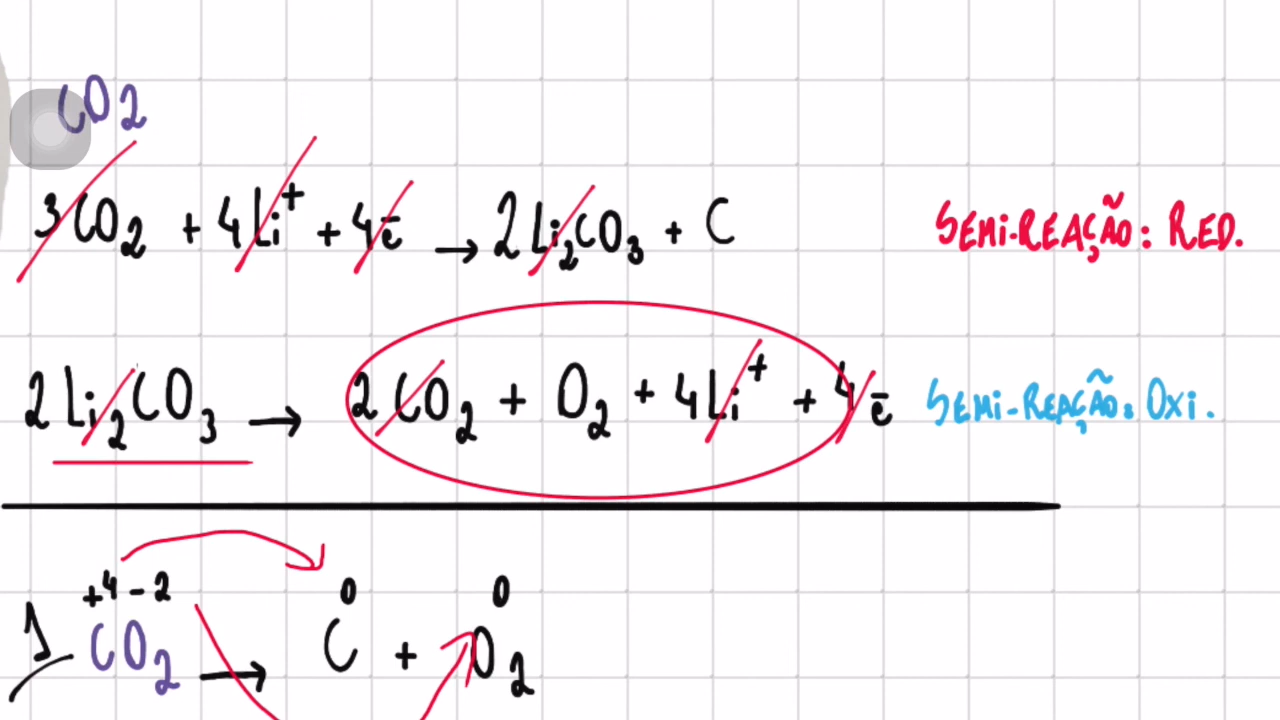 CO2
3CO2 + 4Li+ + 4e̅ → 2Li2CO3 + C SEMI-REAÇÃO: RED.
2Li2CO3 → 2CO2 + O2 + 4Li+ + 4e̅ SEMI-REAÇÃO: OXI.
+4 -2 0 0
1 CO2 → C + O2